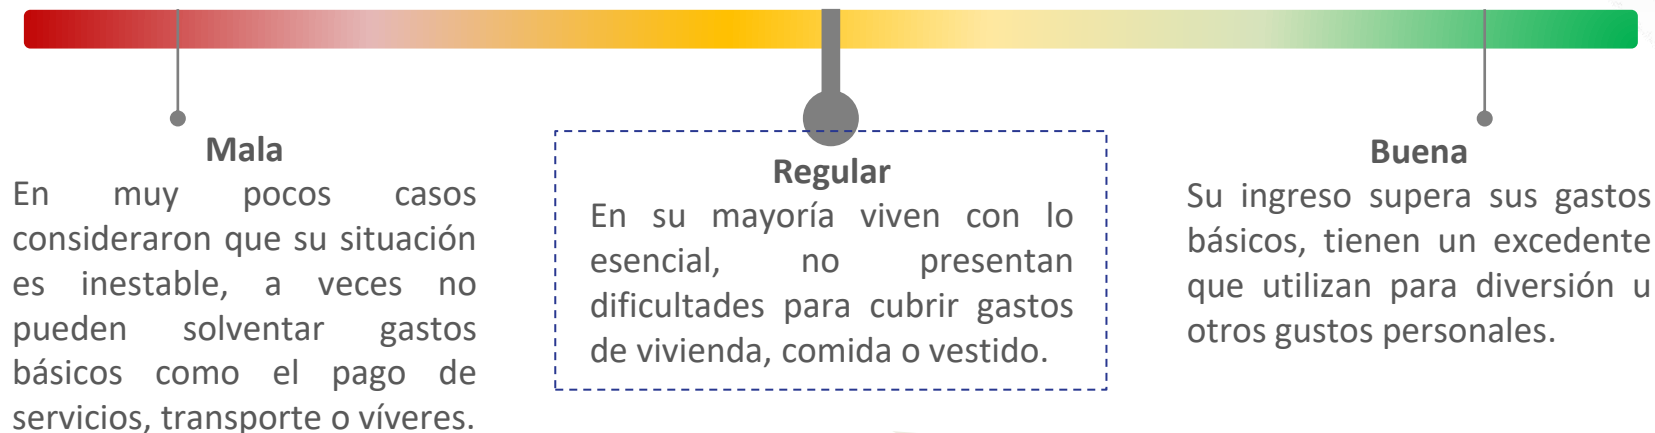 Mala
En muy pocos casos
consideraron que su situación
es inestable, a veces no
pueden solventar gastos
básicos como el pago de
servicios, transporte o víveres.
Regular
En su mayoría viven con lo
esencial, no presentan
dificultades para cubrir gastos
de vivienda, comida o vestido.
Buena
Su ingreso supera sus gastos
básicos, tienen un excedente
que utilizan para diversión u
otros gustos personales.